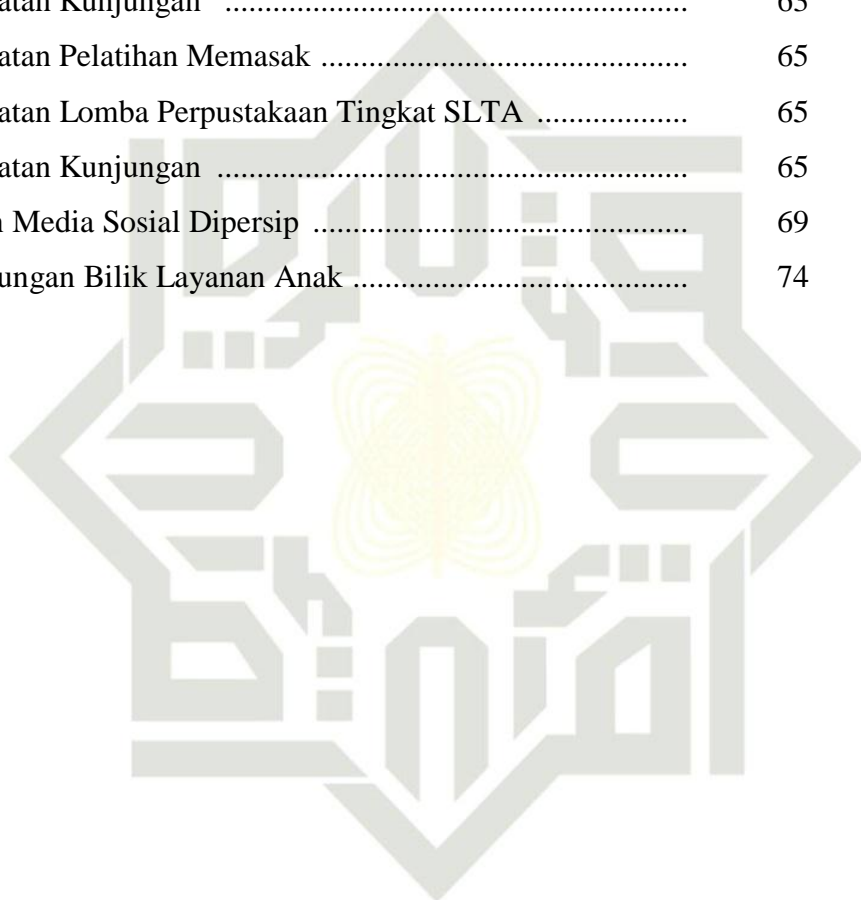 atan Kunjungan ........................................................... 63
atan Pelatihan Memasak .............................................. 65
atan Lomba Perpustakaan Tingkat SLTA ................... 65
atan Kunjungan ........................................................... 65
n Media Sosial Dipersip ............................................... 69
ungan Bilik Layanan Anak .......................................... 74